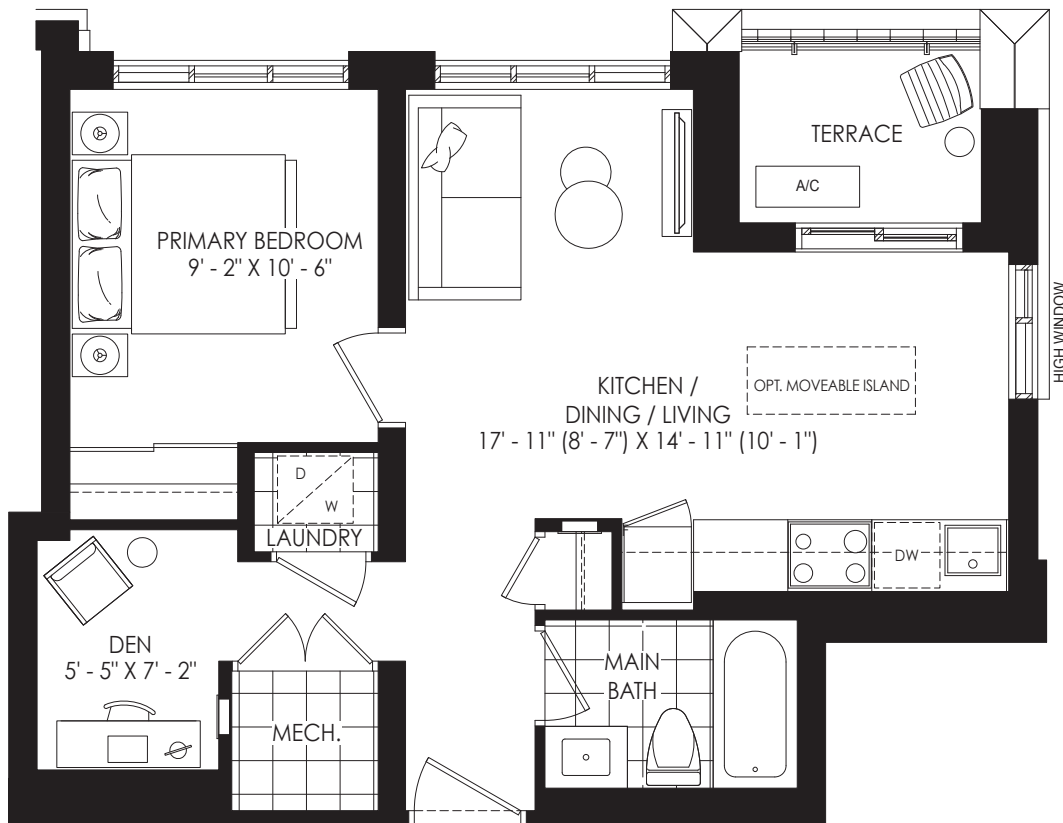 TERRACE
A/C
PRIMARY BEDROOM
9' - 2" X 10' - 6"
HIGH WINDOW
KITCHEN /
DINING / LIVING
17' - 11" (8' - 7") X 14' - 11" (10' - 1")
OPT. MOVEABLE ISLAND
D
W
LAUNDRY
DW
DEN
5' - 5" X 7' - 2"
MAIN
BATH
MECH.